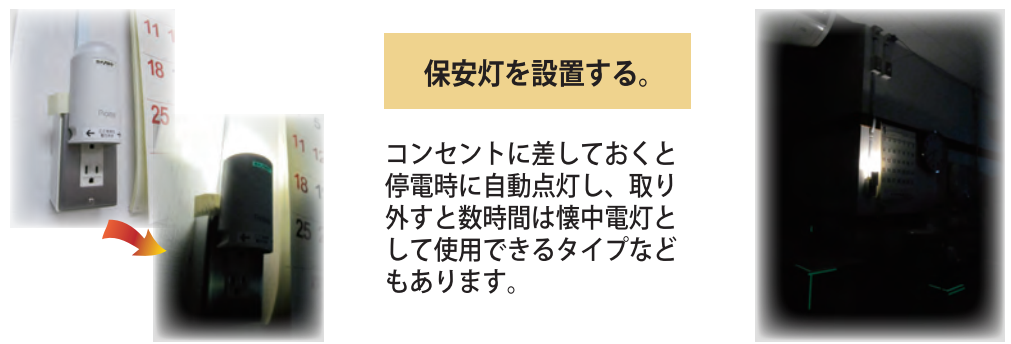 11
18
25
保安灯を設置する。
コンセントに差しておくと
停電時に自動点灯し、取り
外すと数時間は懐中電灯と
して使用できるタイプなど
もあります。
11
18
25